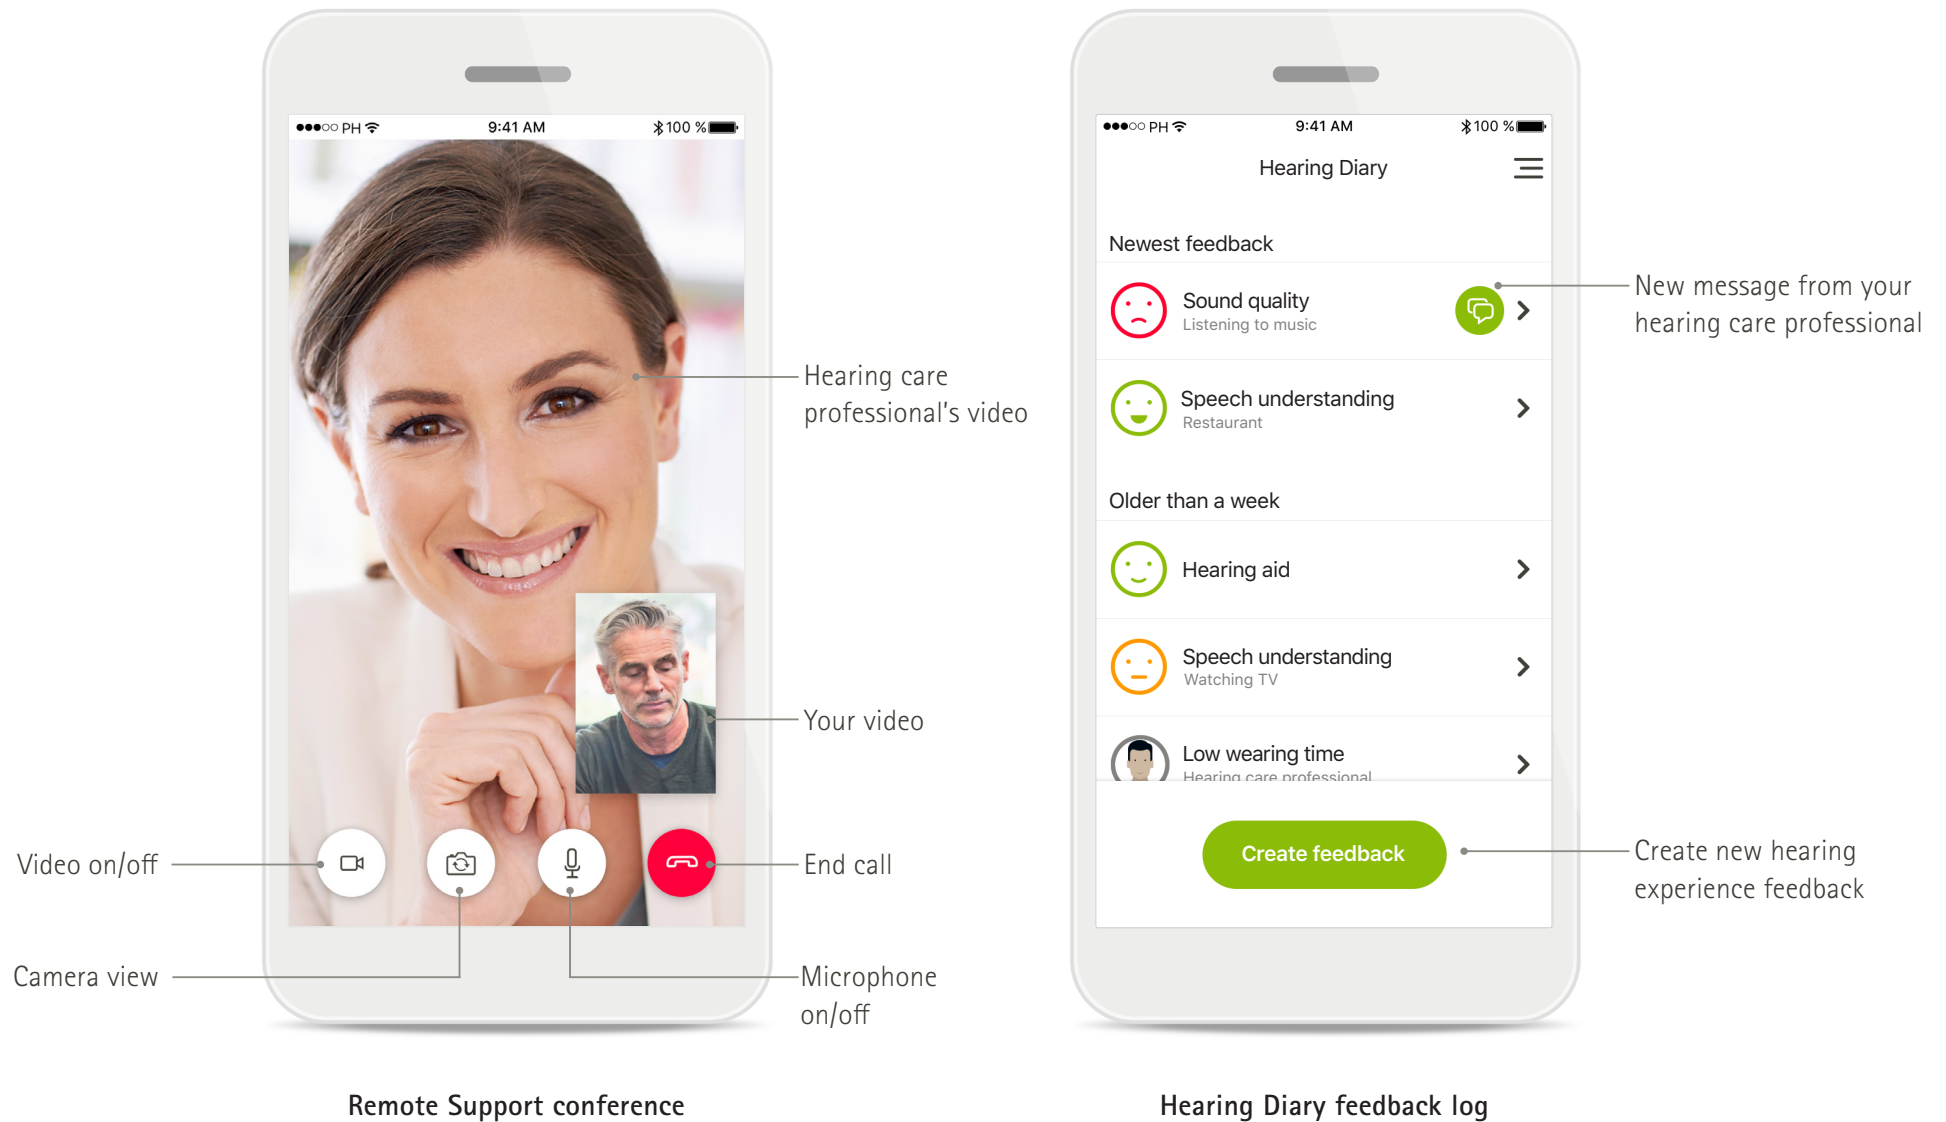 PH
9:41 AM
100 %
Hearing care
professional's video
Your video
Video on/off
End call
Camera view
Microphone
on/off
Remote Support conference
PH
9:41 AM
100 %
Hearing Diary
Newest feedback
Sound quality
Listening to music
New message from your
hearing care professional
Speech understanding
Restaurant
Older than a week
Hearing aid
Speech understanding
Watching TV
Low wearing time
Hearing care professional
Create feedback
Create new hearing
experience feedback
Hearing Diary feedback log